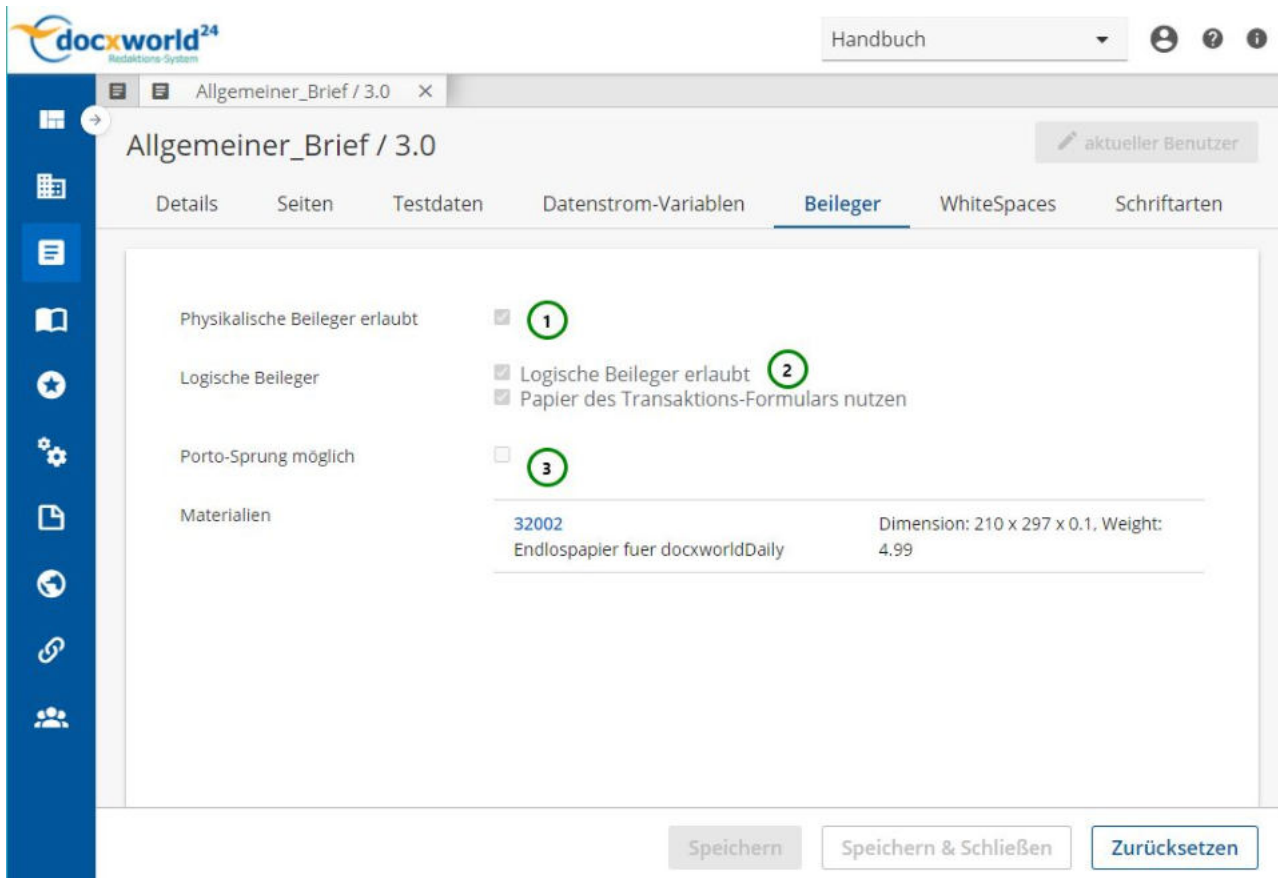 docxworld24
Redaktions-System
Handbuch
Allgemeiner_Brief / 3.0
Allgemeiner_Brief / 3.0
aktueller Benutzer
Details Seiten Testdaten Datenstrom-Variablen Beileger WhiteSpaces Schriftarten
Physikalische Beileger erlaubt 1
Logische Beileger Logische Beileger erlaubt 2
Papier des Transaktions-Formulars nutzen
Porto-Sprung möglich 3
Materialien
32002 Dimension: 210 x 297 x 0.1, Weight:
Endlospapier fuer docxworldDaily 4.99
Speichern Speichern & Schließen Zurücksetzen